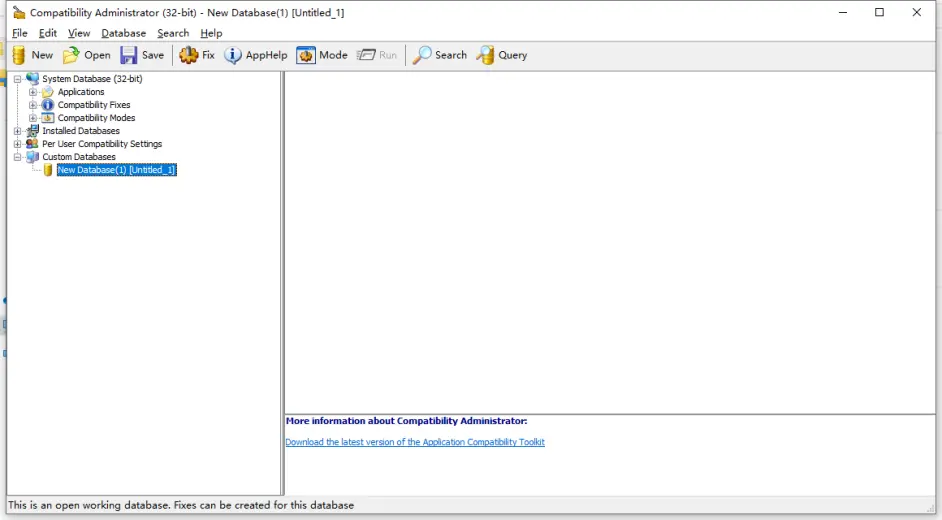 Compatibility Administrator (32-bit) - New Database(1) [Untitled_1]
File Edit View Database Search Help
New Open Save Fix AppHelp Mode Run Search Query
System Database (32-bit)
Applications
Compatibility Fixes
Compatibility Modes
Installed Databases
Per User Compatibility Settings
Custom Databases
New Database(1) [Untitled_1]
More information about Compatibility Administrator:
Download the latest version of the Application Compatibility Toolkit
This is an open working database. Fixes can be created for this database